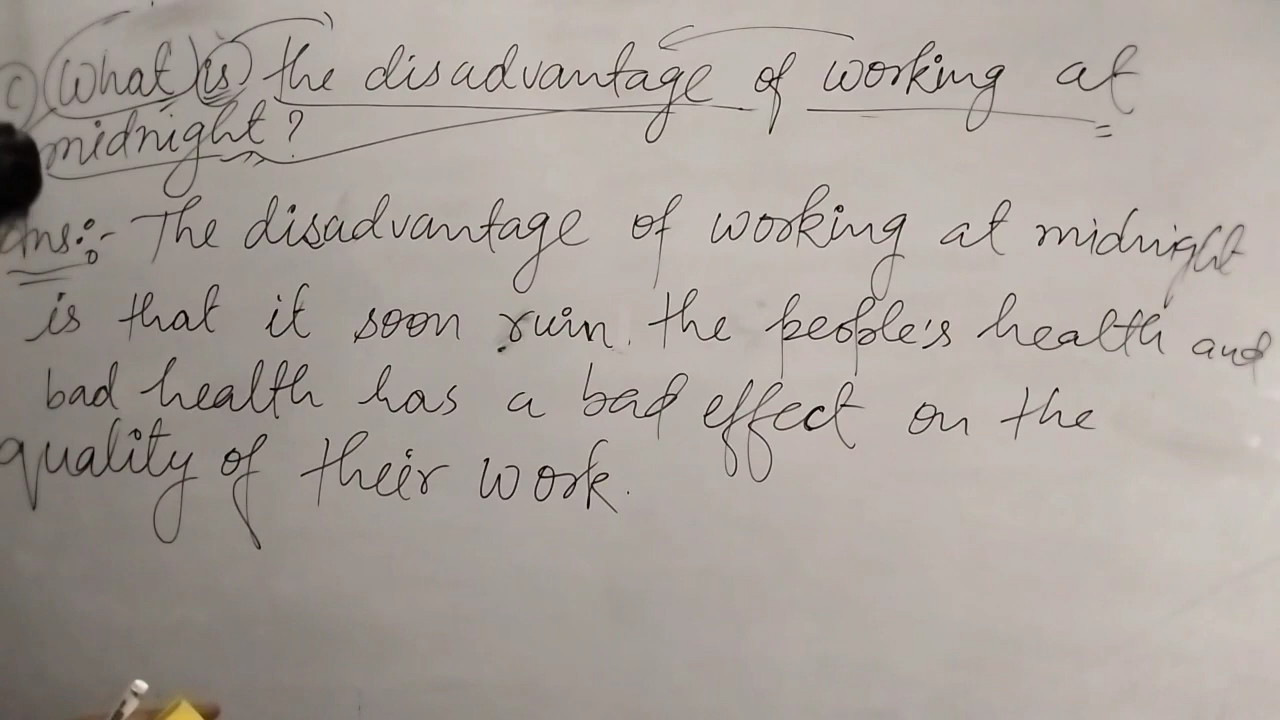 c) What is the disadvantage of working at
midnight?
Ans:- The disadvantage of working at midnight
is that it soon ruin the people's health and
bad health has a bad effect on the
quality of their work.